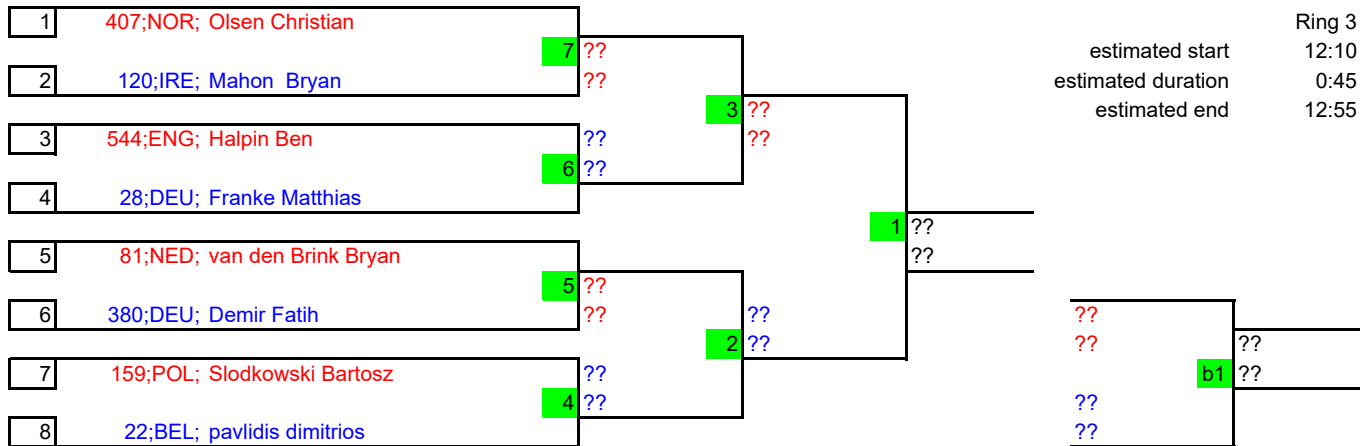 1 407;NOR; Olsen Christian Ring 3
7 ?? estimated start 12:10
2 120;IRE; Mahon Bryan ?? estimated duration 0:45
3 ?? estimated end 12:55
3 544;ENG; Halpin Ben ?? ??
6 ??
4 28;DEU; Franke Matthias
1 ??
5 81;NED; van den Brink Bryan ??
5 ??
6 380;DEU; Demir Fatih ?? ?? ??
2 ?? ?? ??
7 159;POL; Slodkowski Bartosz ?? b1 ??
4 ?? ??
8 22;BEL; pavlidis dimitrios ??